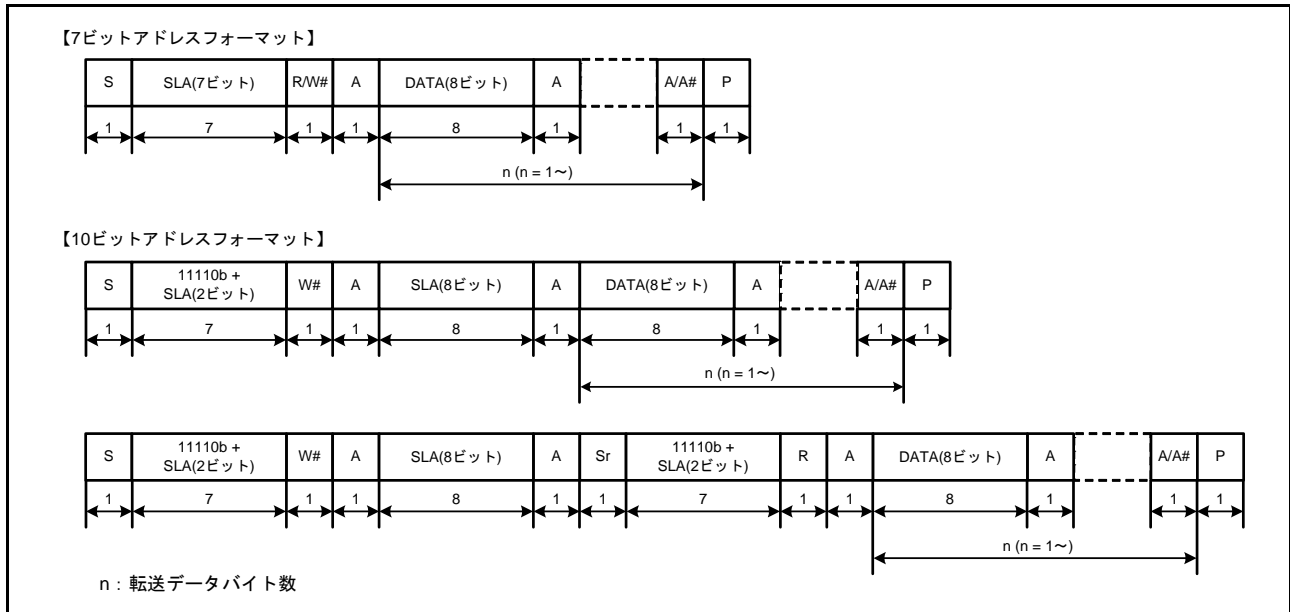 【7ビットアドレスフォーマット】
S SLA(7ビット) R/W# A DATA(8ビット) A A/A# P
1 7 1 1 8 1 1 1
n (n = 1～)
【10ビットアドレスフォーマット】
S 11110b + SLA(2ビット) W# A SLA(8ビット) A DATA(8ビット) A A/A# P
1 7 1 1 8 1 8 1 1 1
n (n = 1～)
S 11110b + SLA(2ビット) W# A SLA(8ビット) A Sr 11110b + SLA(2ビット) R A DATA(8ビット) A A/A# P
1 7 1 1 8 1 1 7 1 1 8 1 1 1
n (n = 1～)
n：転送データバイト数